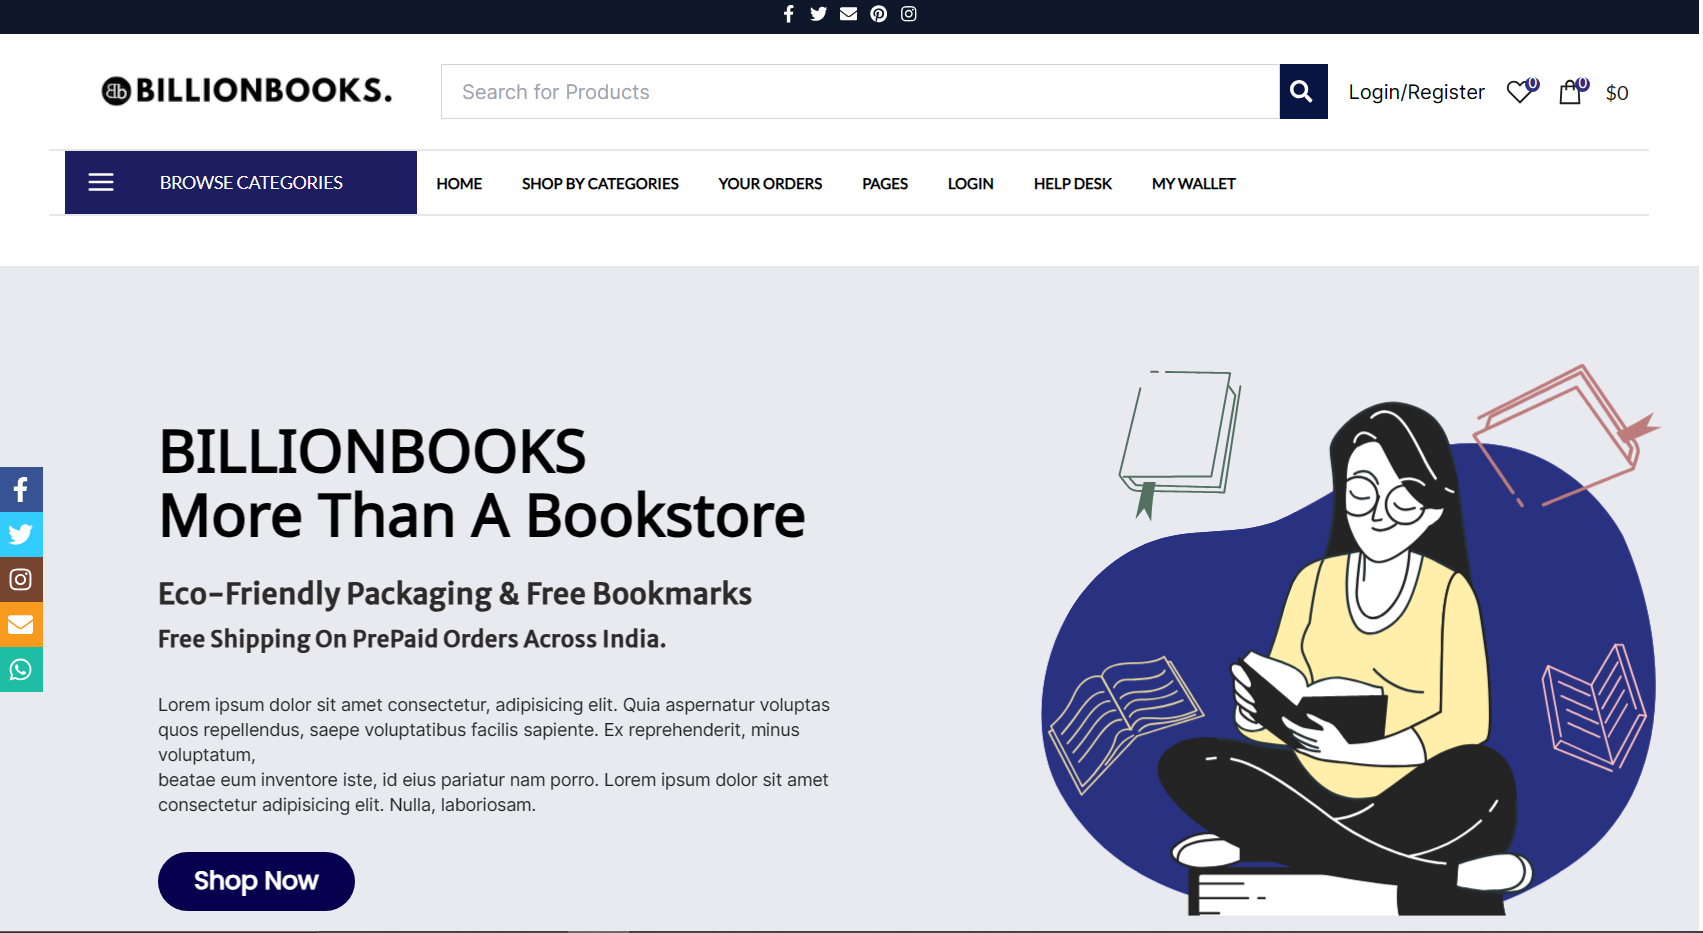 BILLIONBOOKS.
Search for Products
Login/Register
0
0
$0
BROWSE CATEGORIES
HOME
SHOP BY CATEGORIES
YOUR ORDERS
PAGES
LOGIN
HELP DESK
MY WALLET
BILLIONBOOKS
More Than A Bookstore
Eco-Friendly Packaging & Free Bookmarks
Free Shipping On PrePaid Orders Across India.
Lorem ipsum dolor sit amet consectetur, adipisicing elit. Quia aspernatur voluptas
quos repellendus, saepe voluptatibus facilis sapiente. Ex reprehenderit, minus
voluptatum,
beatae eum inventore iste, id eius pariatur nam porro. Lorem ipsum dolor sit amet
consectetur adipisicing elit. Nulla, laboriosam.
Shop Now